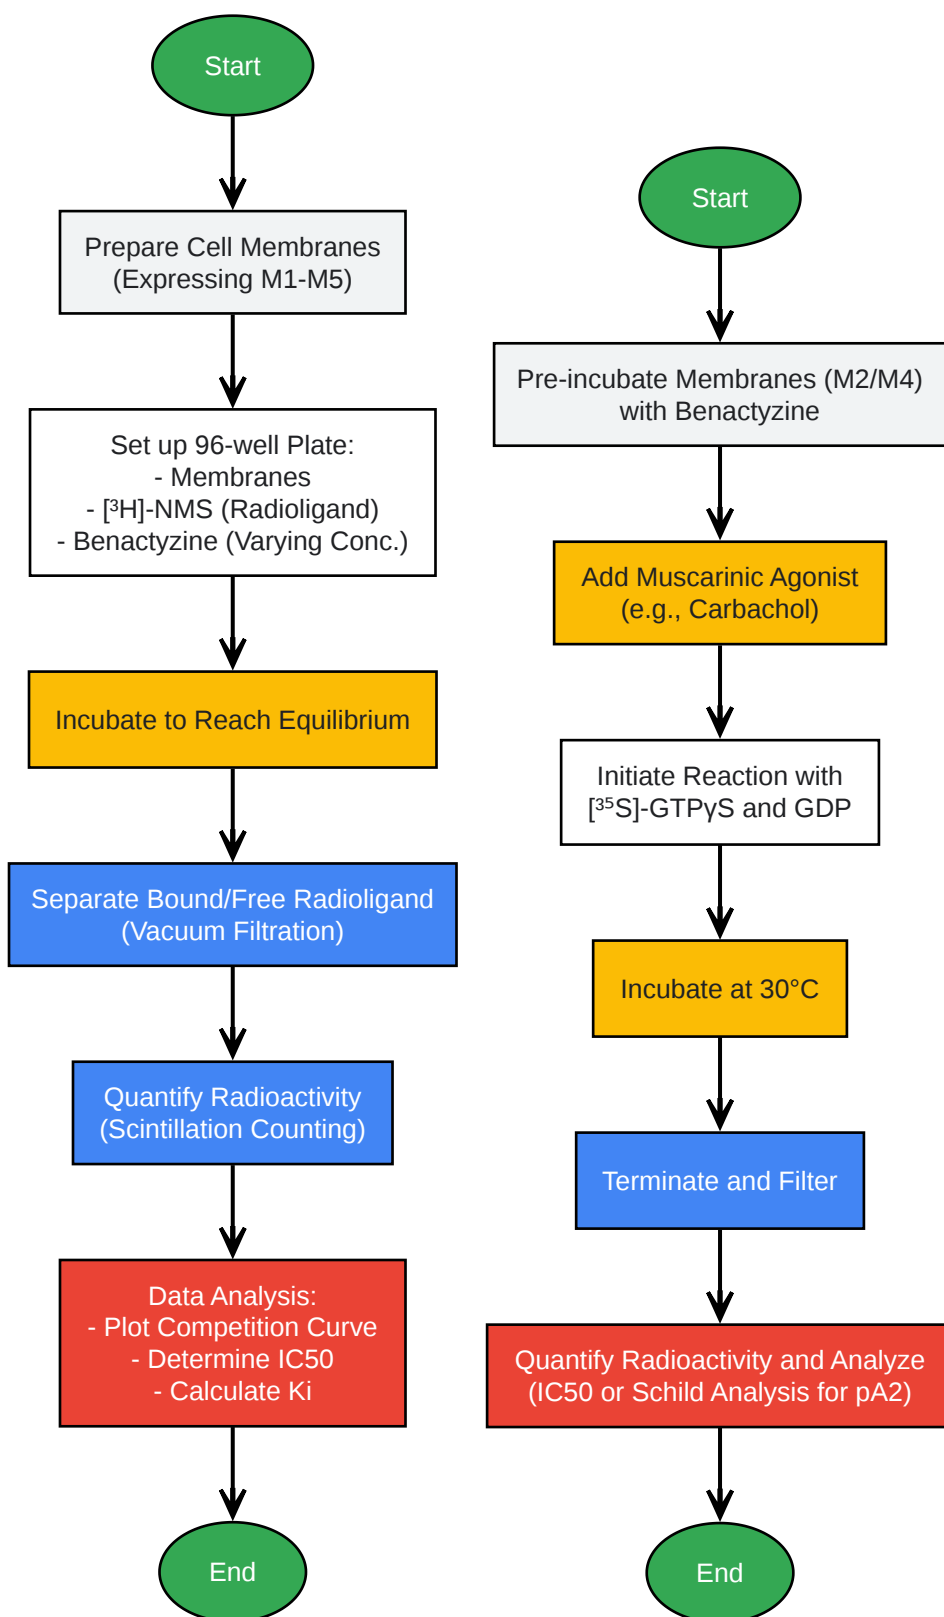 Start
Prepare Cell Membranes
(Expressing M1-M5)
Set up 96-well Plate:
- Membranes
- [³H]-NMS (Radioligand)
- Benactyzine (Varying Conc.)
Incubate to Reach Equilibrium
Separate Bound/Free Radioligand
(Vacuum Filtration)
Quantify Radioactivity
(Scintillation Counting)
Data Analysis:
- Plot Competition Curve
- Determine IC50
- Calculate Ki
End
Start
Pre-incubate Membranes (M2/M4)
with Benactyzine
Add Muscarinic Agonist
(e.g., Carbachol)
Initiate Reaction with
[³⁵S]-GTPγS and GDP
Incubate at 30°C
Terminate and Filter
Quantify Radioactivity and Analyze
(IC50 or Schild Analysis for pA2)
End